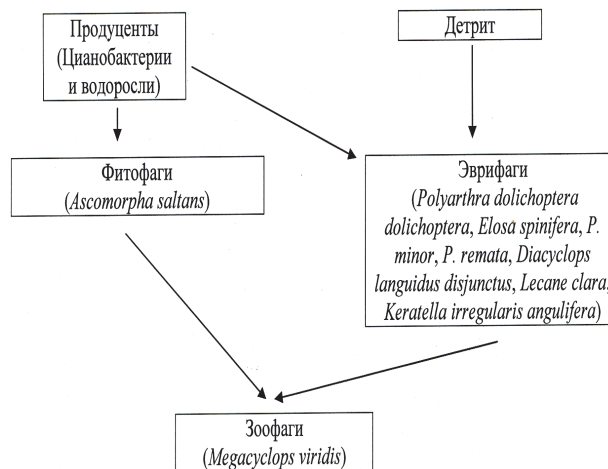 Продуценты
(Цианобактерии
и водоросли)
Детрит
Фитофаги
(Ascomorpha saltans)
Эврифаги
(Polyarthra dolichoptera
dolichoptera, Elosa spinifera, P.
minor, P. remata, Diacyclops
languidus disjunctus, Lecane clara,
Keratella irregularis angulifera)
Зоофаги
(Megacyclops viridis)